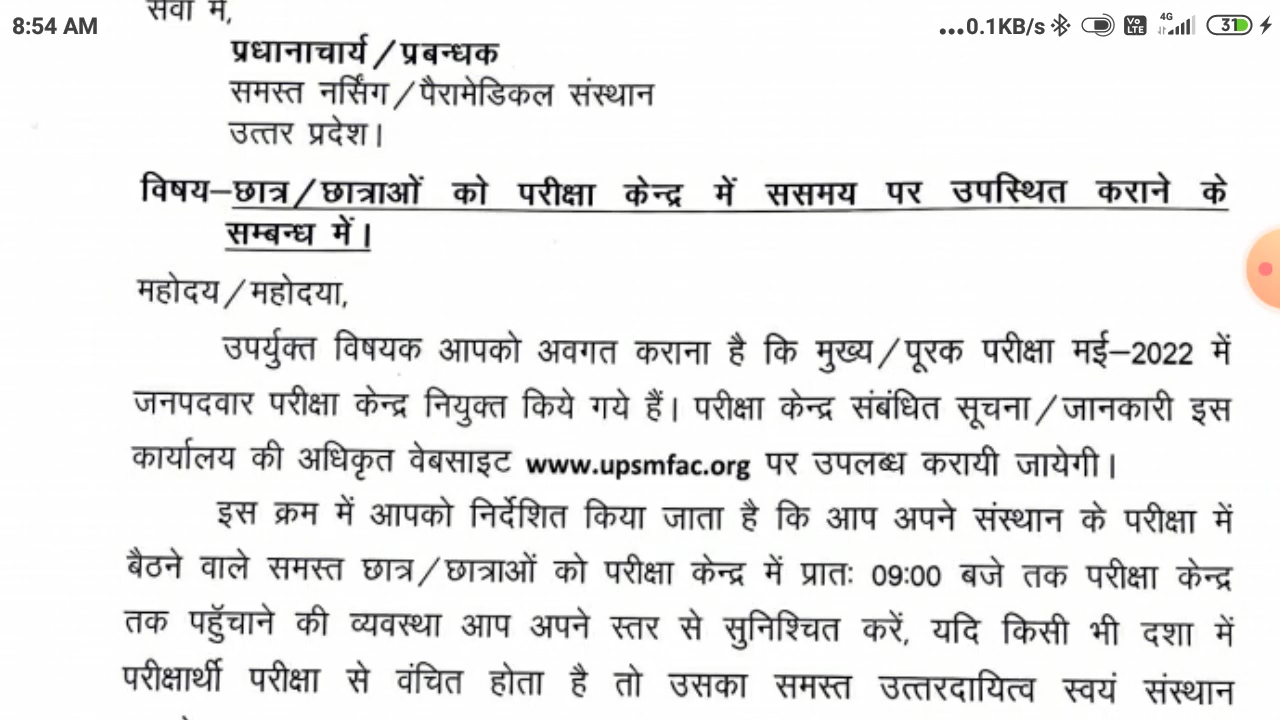 सेवा में,
8:54 AM
...0.1KB/s Vo LTE 4G 31
प्रधानाचार्य/प्रबन्धक
समस्त नर्सिंग/पैरामेडिकल संस्थान
उत्तर प्रदेश।
विषय–छात्र/छात्राओं को परीक्षा केन्द्र में ससमय पर उपस्थित कराने के
सम्बन्ध में।
महोदय/महोदया,
उपर्युक्त विषयक आपको अवगत कराना है कि मुख्य/पूरक परीक्षा मई–2022 में
जनपदवार परीक्षा केन्द्र नियुक्त किये गये हैं। परीक्षा केन्द्र संबंधित सूचना/जानकारी इस
कार्यालय की अधिकृत वेबसाइट www.upsmfac.org पर उपलब्ध करायी जायेगी।
इस क्रम में आपको निर्देशित किया जाता है कि आप अपने संस्थान के परीक्षा में
बैठने वाले समस्त छात्र/छात्राओं को परीक्षा केन्द्र में प्रातः 09:00 बजे तक परीक्षा केन्द्र
तक पहुॅचाने की व्यवस्था आप अपने स्तर से सुनिश्चित करें, यदि किसी भी दशा में
परीक्षार्थी परीक्षा से वंचित होता है तो उसका समस्त उत्तरदायित्व स्वयं संस्थान